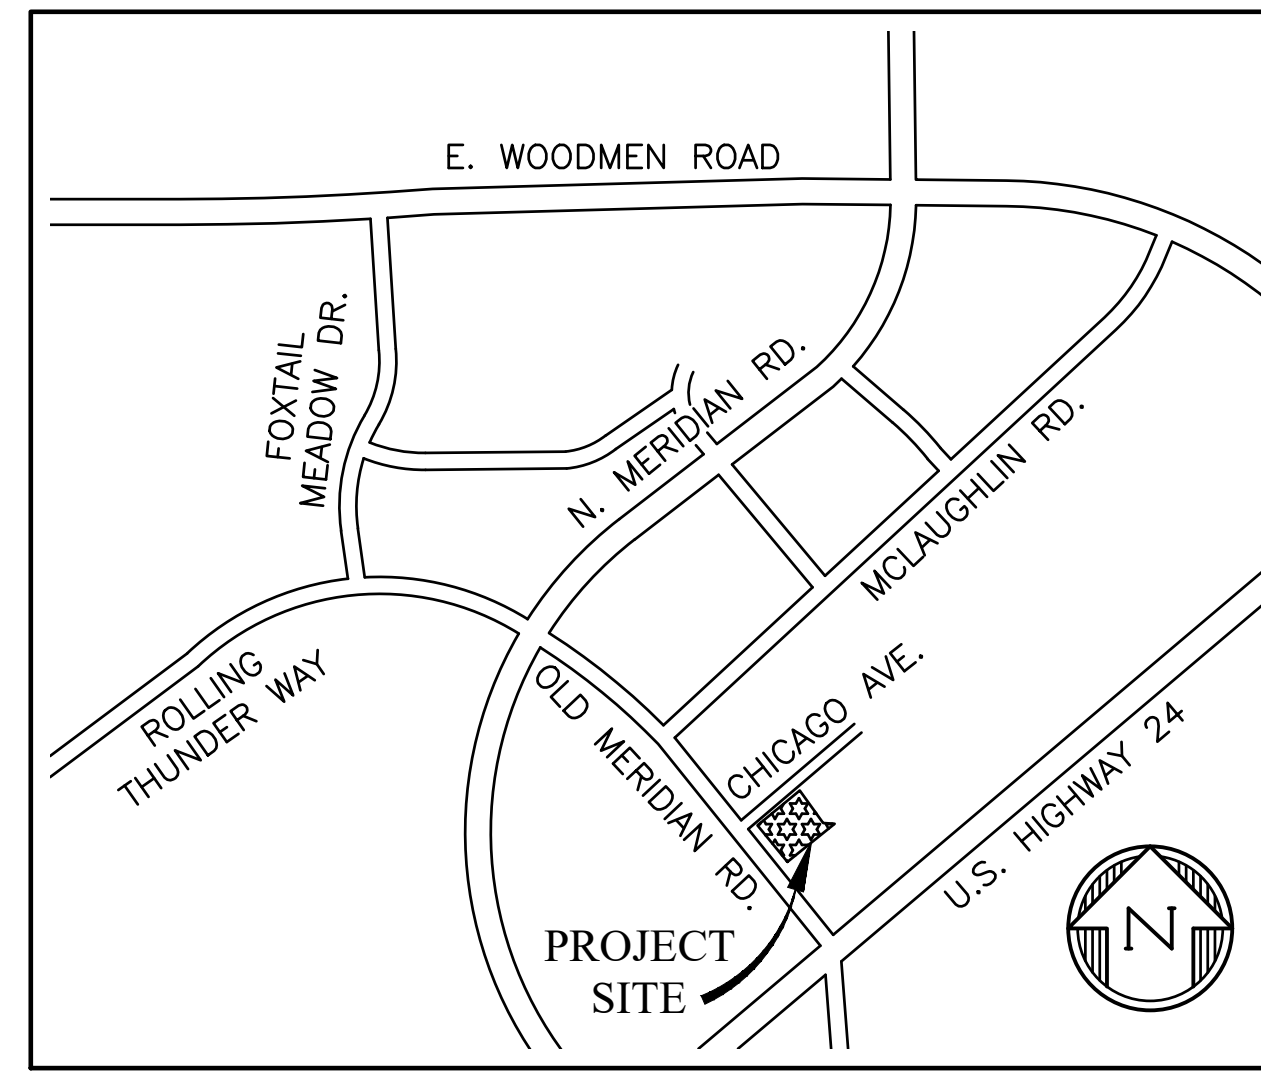 E. WOODMEN ROAD
FOXTAIL
MEADOW DR.
N. MERIDIAN RD.
MCLAUGHLIN RD.
ROLLING
THUNDER WAY
OLD MERIDIAN RD.
CHICAGO AVE.
U.S. HIGHWAY 24
PROJECT
SITE
N